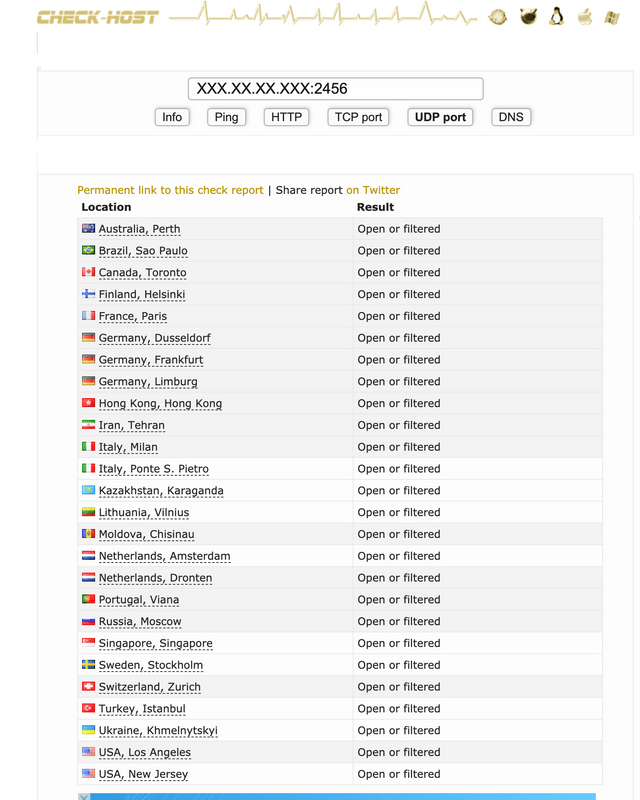 CHECK-HOST
XXX.XX.XX.XXX:2456
Info Ping HTTP TCP port UDP port DNS
Permanent link to this check report | Share report on Twitter
Location Result
Australia, Perth Open or filtered
Brazil, Sao Paulo Open or filtered
Canada, Toronto Open or filtered
Finland, Helsinki Open or filtered
France, Paris Open or filtered
Germany, Dusseldorf Open or filtered
Germany, Frankfurt Open or filtered
Germany, Limburg Open or filtered
Hong Kong, Hong Kong Open or filtered
Iran, Tehran Open or filtered
Italy, Milan Open or filtered
Italy, Ponte S. Pietro Open or filtered
Kazakhstan, Karaganda Open or filtered
Lithuania, Vilnius Open or filtered
Moldova, Chisinau Open or filtered
Netherlands, Amsterdam Open or filtered
Netherlands, Dronten Open or filtered
Portugal, Viana Open or filtered
Russia, Moscow Open or filtered
Singapore, Singapore Open or filtered
Sweden, Stockholm Open or filtered
Switzerland, Zurich Open or filtered
Turkey, Istanbul Open or filtered
Ukraine, Khmelnytskyi Open or filtered
USA, Los Angeles Open or filtered
USA, New Jersey Open or filtered